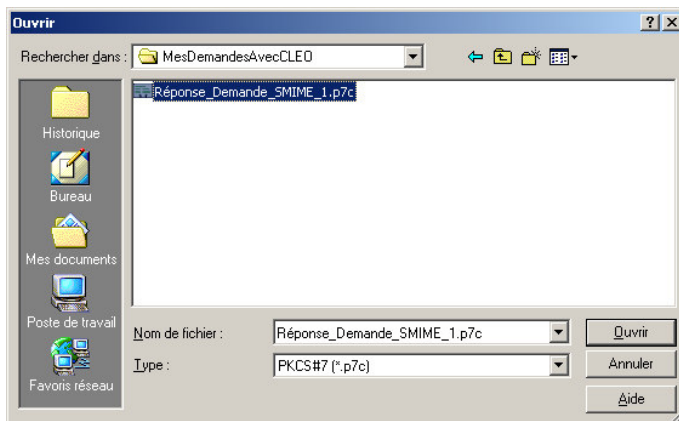 Ouvrir
Rechercher dans : MesDemandesAvecCLEO
Réponse_Demande_SMIME_1.p7c
Historique
Bureau
Mes documents
Poste de travail
Favoris réseau
Nom de fichier : Réponse_Demande_SMIME_1.p7c Ouvrir
Type : PKCS#7 (*.p7c) Annuler
Aide